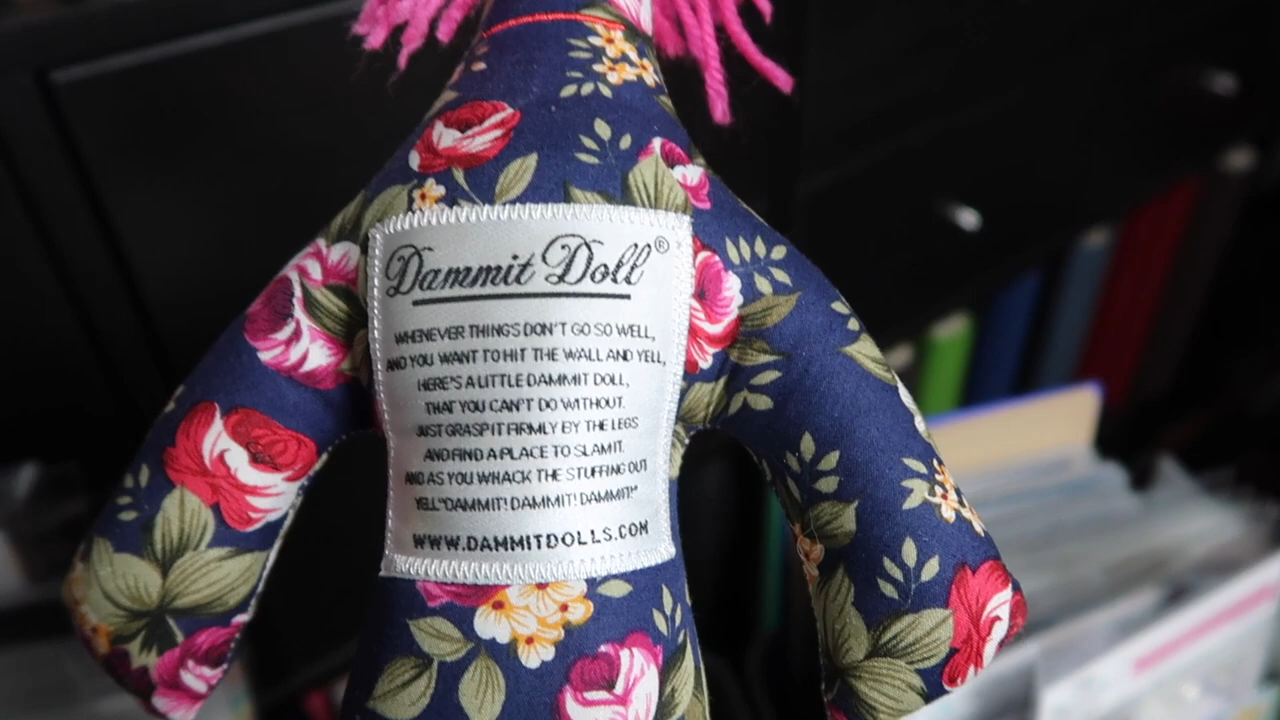 Dammit Doll®
WHENEVER THINGS DON'T GO SO WELL,
AND YOU WANT TO HIT THE WALL AND YELL,
HERE'S A LITTLE DAMMIT DOLL,
THAT YOU CAN'T DO WITHOUT.
JUST GRASP IT FIRMLY BY THE LEGS
AND FIND A PLACE TO SLAM IT.
AND AS YOU WHACK THE STUFFING OUT
YELL "DAMMIT! DAMMIT! DAMMIT!"
WWW.DAMMITDOLLS.COM